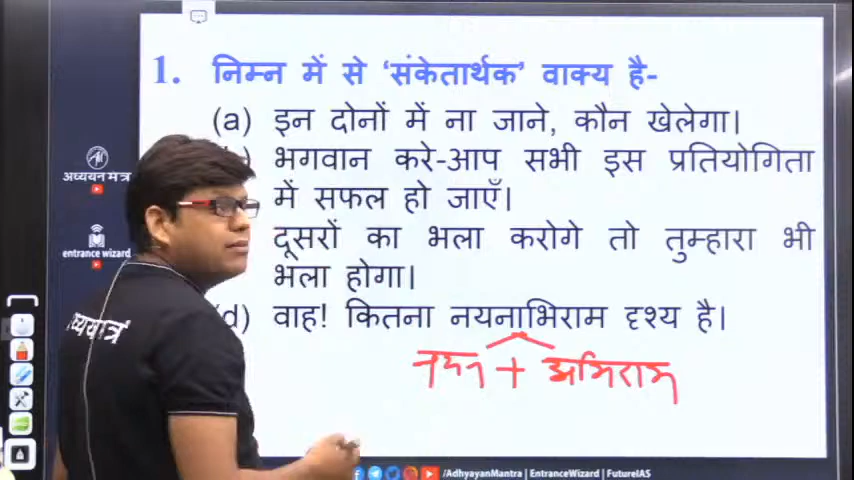 1. निम्न में से 'संकेतार्थक' वाक्य है-
(a) इन दोनों में ना जाने, कौन खेलेगा।
भगवान करे-आप सभी इस प्रतियोगिता
में सफल हो जाएँ।
दूसरों का भला करोगे तो तुम्हारा भी
भला होगा।
(d) वाह! कितना नयनाभिराम दृश्य है।
नयन + अभिराम
अध्ययन मंत्र
entrance wizard
/AdhyayanMantra | EntranceWizard | FutureIAS